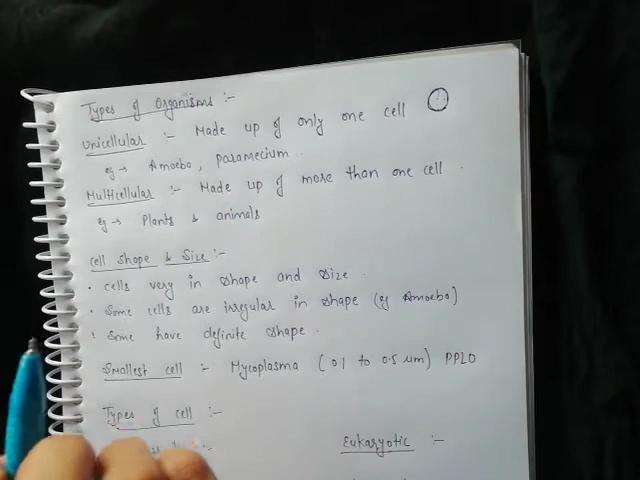 Types of Organisms :-
Unicellular :- Made up of only one cell
eg → Amoeba, paramecium.
Multicellular :- Made up of more than one cell.
eg → Plants & animals
Cell Shape & Size :-
• Cells very in shape and size.
• Some cells are irregular in shape (eg Amoeba)
• Some have definite shape.
Smallest cell :- Mycoplasma (0.1 to 0.5 um) PPLO
Types of cell :-
Eukaryotic :-